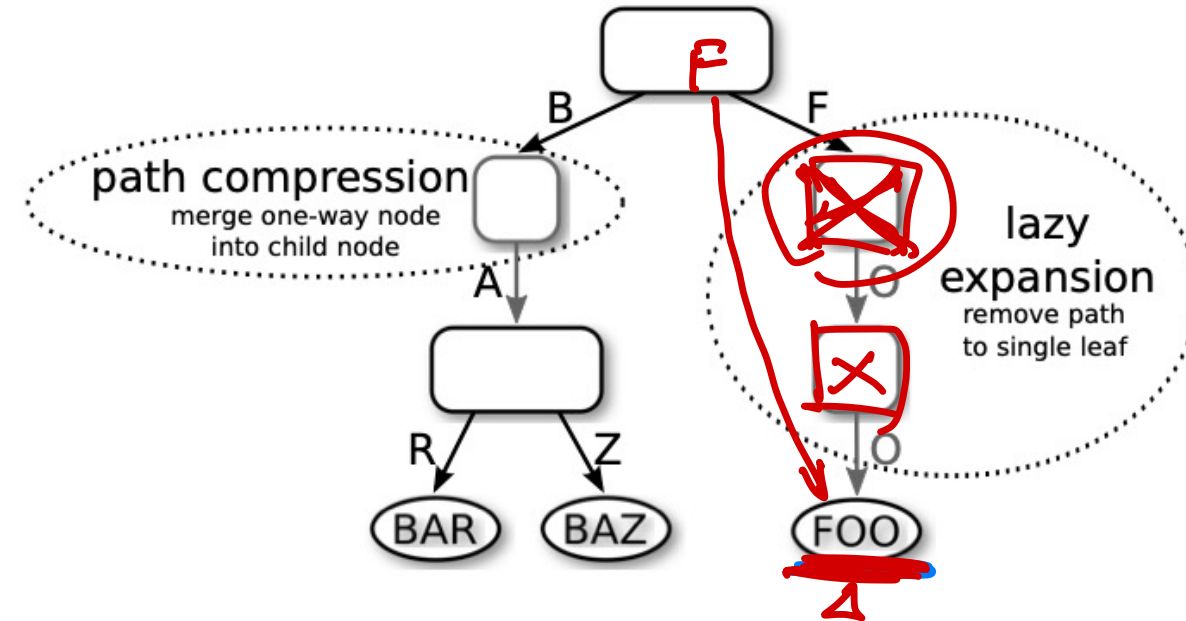 F
B
F
path compression
merge one-way node
into child node
lazy
expansion
remove path
to single leaf
A
O
R
Z
O
BAR
BAZ
FOO